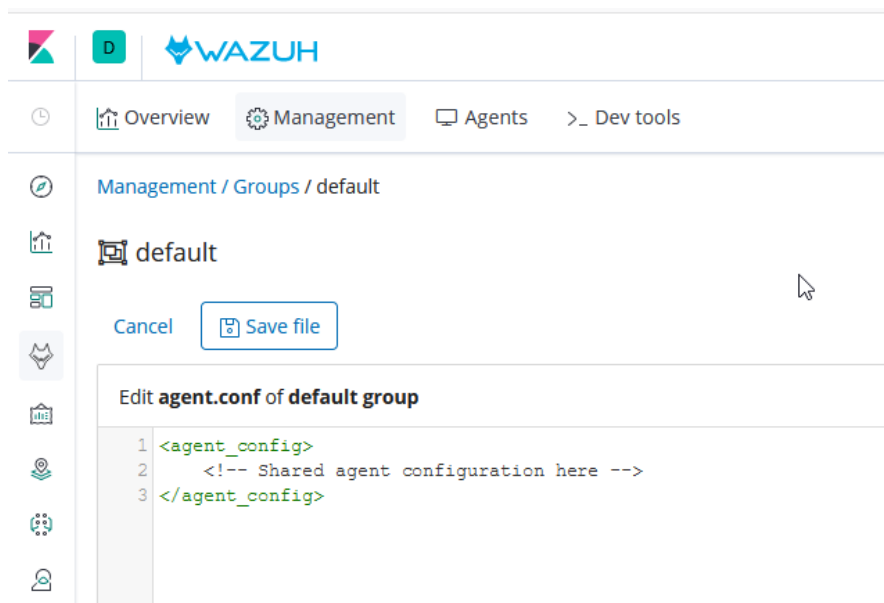 D WAZUH
Overview Management Agents >_ Dev tools
Management / Groups / default
default
Cancel Save file
Edit agent.conf of default group
1 <agent_config>
2 <!-- Shared agent configuration here -->
3 </agent_config>